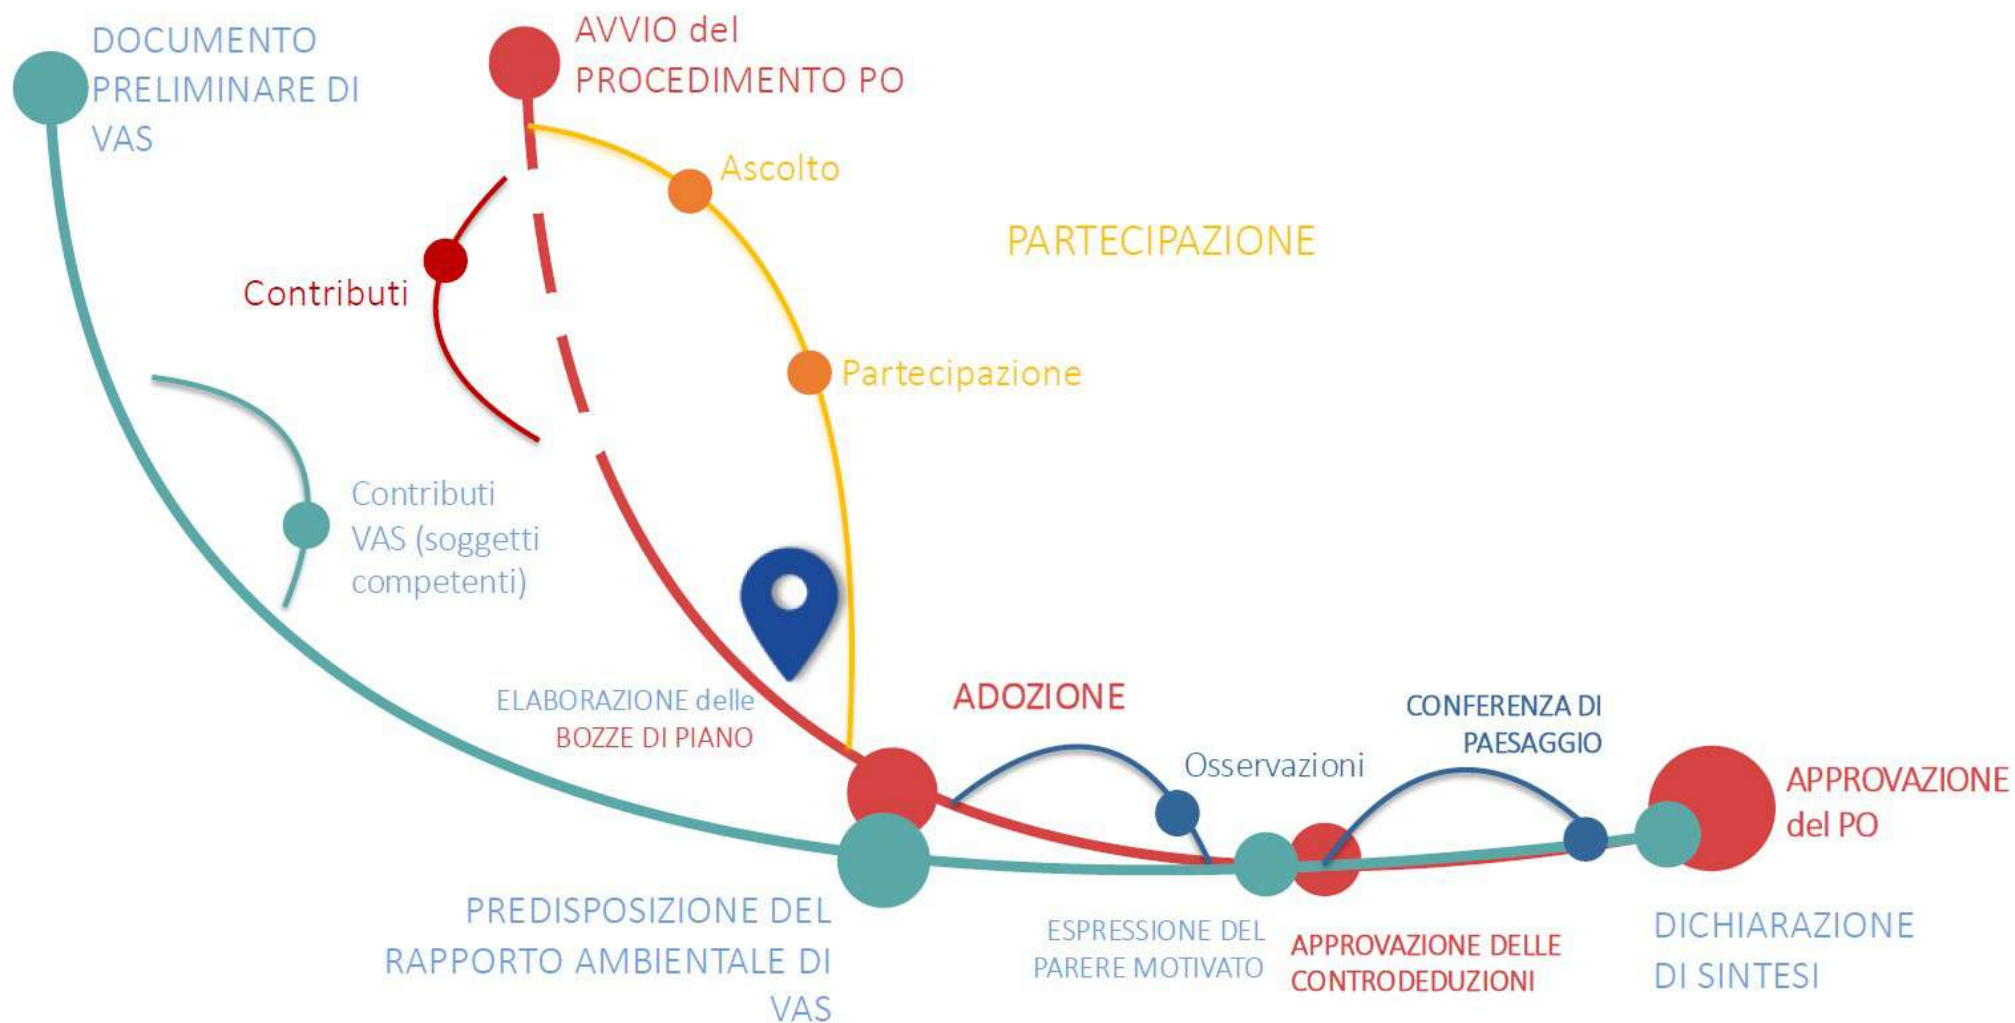 DOCUMENTO
PRELIMINARE DI
VAS
AVVIO del
PROCEDIMENTO PO
Ascolto
PARTECIPAZIONE
Contributi
Partecipazione
Contributi
VAS (soggetti
competenti)
ELABORAZIONE delle
BOZZE DI PIANO
ADOZIONE
Osservazioni
CONFERENZA DI
PAESAGGIO
APPROVAZIONE
del PO
PREDISPOSIZIONE DEL
RAPPORTO AMBIENTALE DI
VAS
ESPRESSIONE DEL
PARERE MOTIVATO
APPROVAZIONE DELLE
CONTRODEDUZIONI
DICHIARAZIONE
DI SINTESI